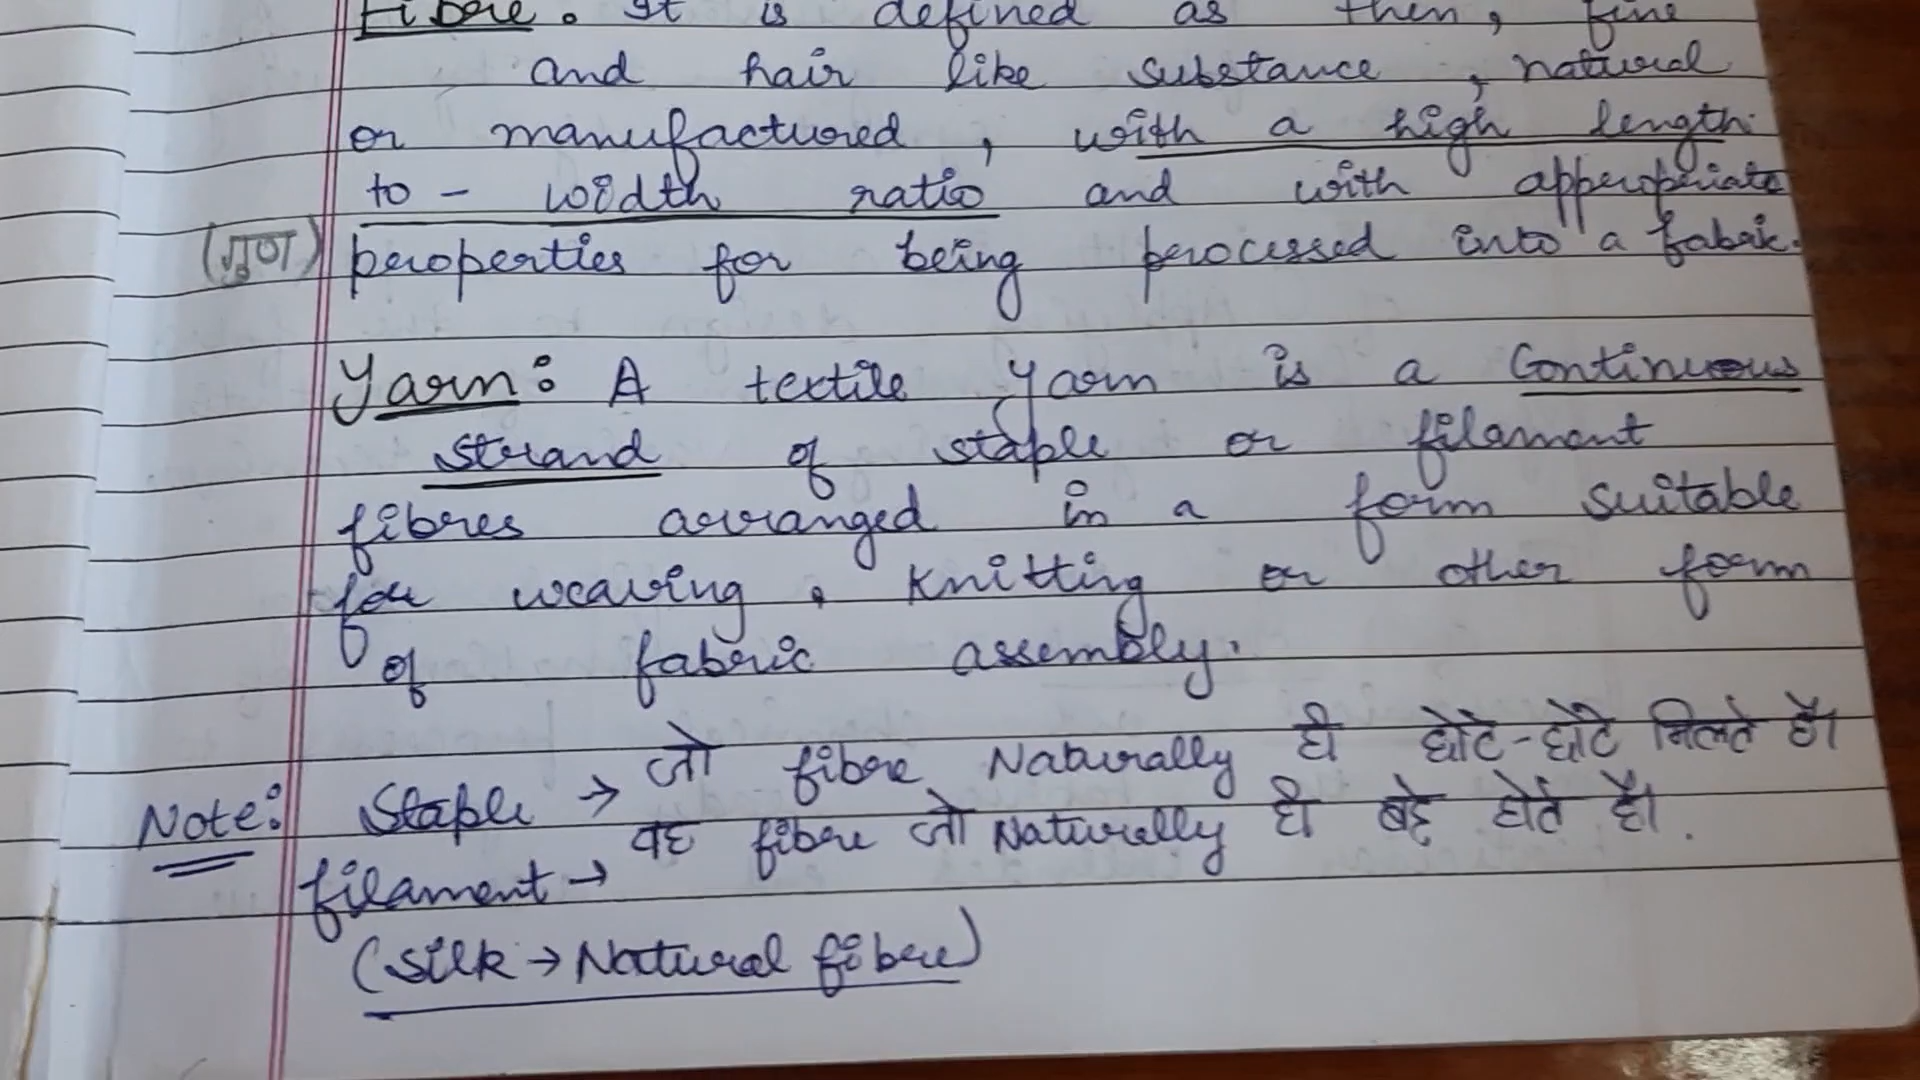 Fibre: It is defined as then, fine
and hair like substance, natural
or manufactured, with a high length
to - width ratio and with appropriate
(गुण) properties for being processed into a fabric.
Yarn: A textile yarn is a Continuous
strand of staple or filament
fibres arranged in a form suitable
for weaving, knitting or other form
of fabric assembly.
Note: Staple → जो fibre Naturally ही छोटे-छोटे मिलते है।
filament → वह fibre जो Naturally ही बड़े होते है।.
(silk → Natural fibre)